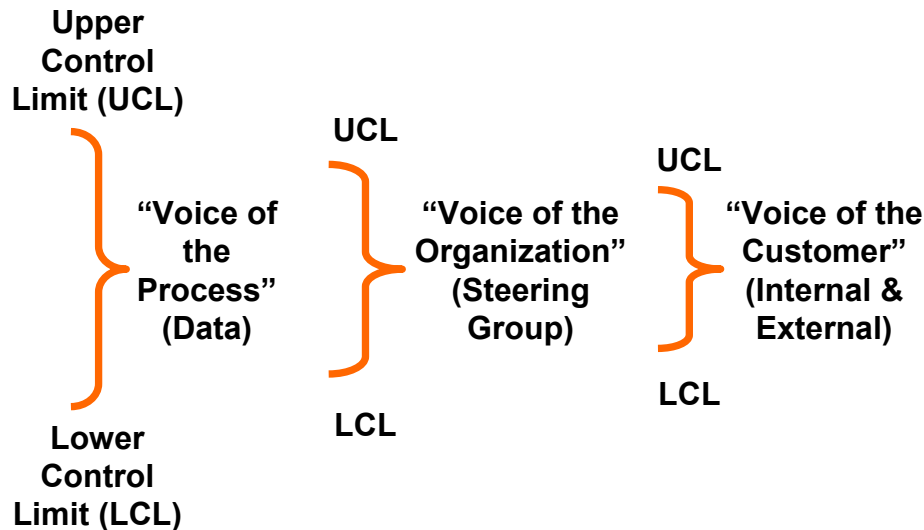 Upper
Control
Limit (UCL)
“Voice of
the
Process”
(Data)
Lower
Control
Limit (LCL)
UCL
“Voice of the
Organization”
(Steering
Group)
LCL
UCL
“Voice of the
Customer”
(Internal &
External)
LCL